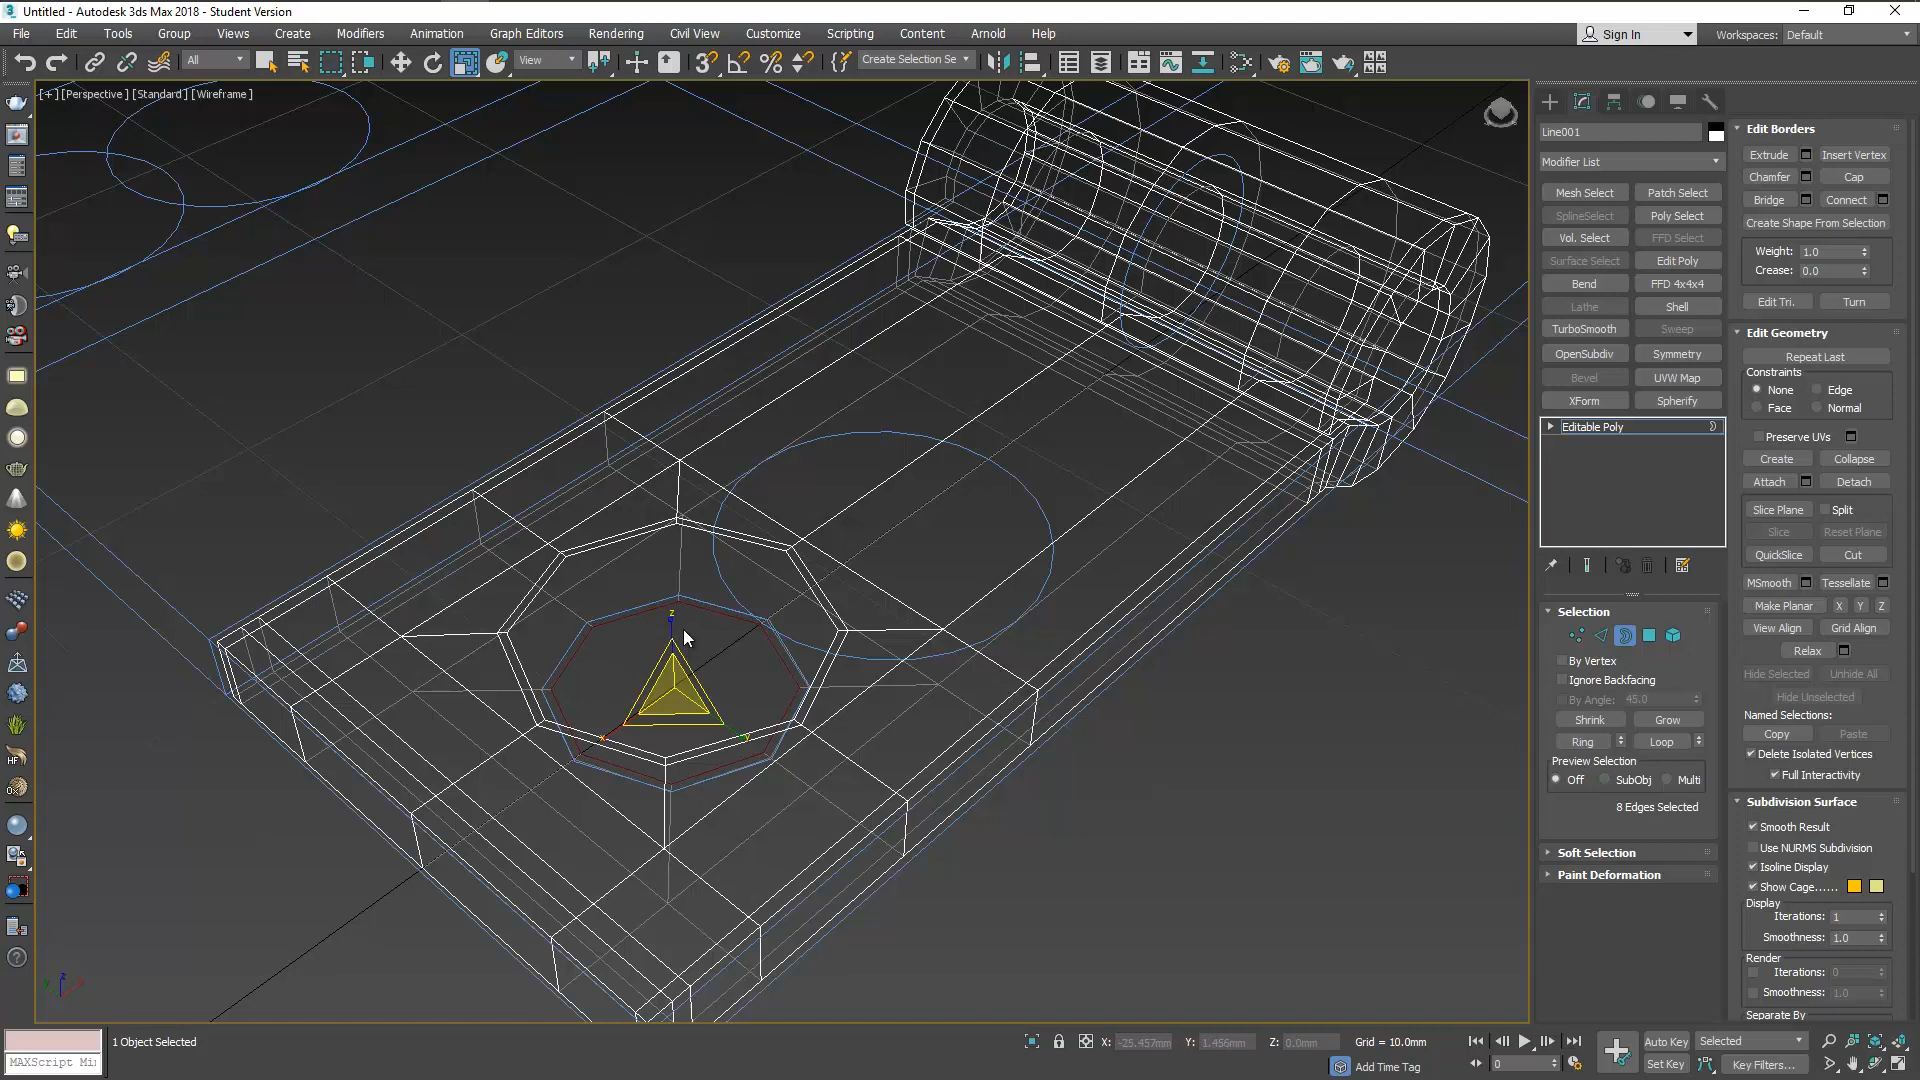 Untitled - Autodesk 3ds Max 2018 - Student Version
File Edit Tools Group Views Create Modifiers Animation Graph Editors Rendering Civil View Customize Scripting Content Arnold Help
Sign In Workspaces: Default
All View Create Selection Se
[+] [Perspective ] [Standard ] [Wireframe ]
Line001
Modifier List
Mesh Select Patch Select
SplineSelect Poly Select
Vol. Select FFD Select
Surface Select Edit Poly
Bend FFD 4x4x4
Lathe Shell
TurboSmooth Sweep
OpenSubdiv Symmetry
Bevel UVW Map
XForm Spherify
Editable Poly
Selection
By Vertex
Ignore Backfacing
By Angle: 45.0
Shrink Grow
Ring Loop
Preview Selection
Off SubObj Multi
8 Edges Selected
Soft Selection
Paint Deformation
Edit Borders
Extrude Insert Vertex
Chamfer Cap
Bridge Connect
Create Shape From Selection
Weight: 1.0
Crease: 0.0
Edit Tri. Turn
Edit Geometry
Repeat Last
Constraints
None Edge
Face Normal
Preserve UVs
Create Collapse
Attach Detach
Slice Plane Split
Slice Reset Plane
QuickSlice Cut
MSmooth Tessellate
Make Planar X Y Z
View Align Grid Align
Relax
Hide Selected Unhide All
Hide Unselected
Named Selections:
Copy Paste
Delete Isolated Vertices
Full Interactivity
Subdivision Surface
Smooth Result
Use NURMS Subdivision
Isoline Display
Show Cage......
Display
Iterations: 1
Smoothness: 1.0
Render
Iterations: 0
Smoothness: 1.0
Separate By
z
x
y
z
y
HF
MAXScript Mi
1 Object Selected
X: -25.457mm Y: 1.456mm Z: 0.0mm Grid = 10.0mm
Add Time Tag
0
Auto Key Selected
Set Key Key Filters...